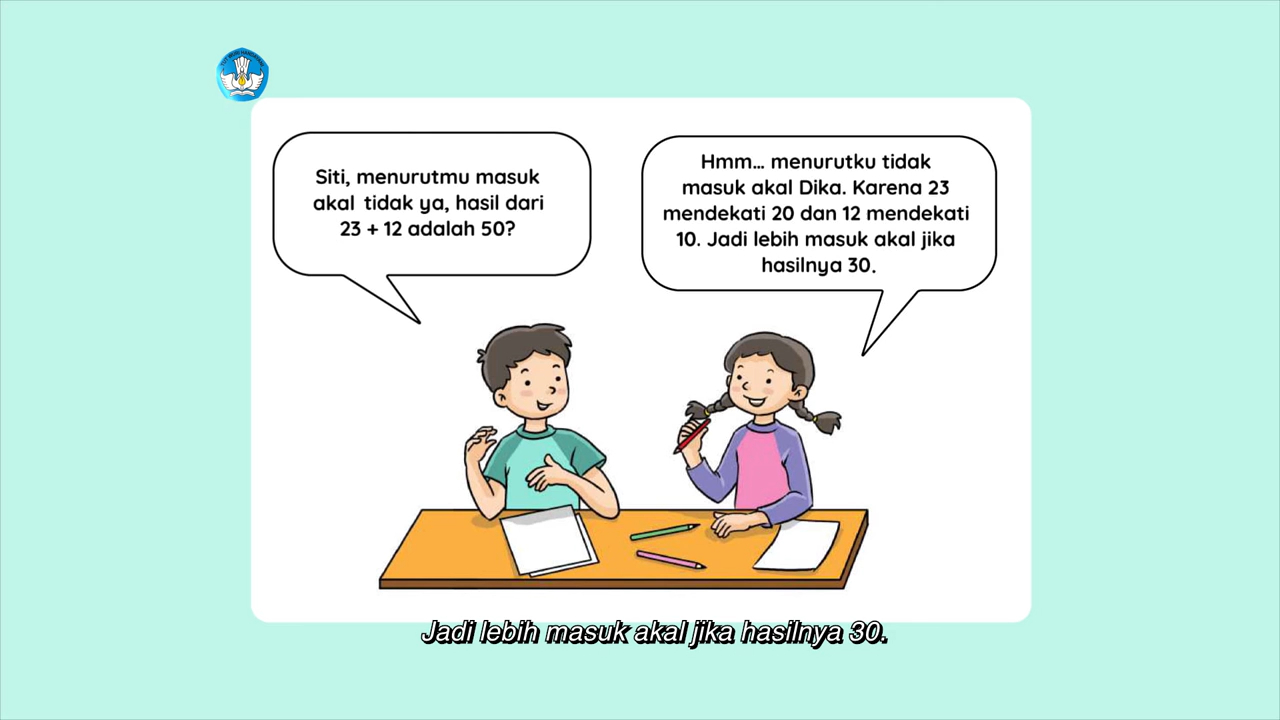 Siti, menurutmu masuk
akal tidak ya, hasil dari
23 + 12 adalah 50?
Hmm... menurutku tidak
masuk akal Dika. Karena 23
mendekati 20 dan 12 mendekati
10. Jadi lebih masuk akal jika
hasilnya 30.
Jadi lebih masuk akal jika hasilnya 30.